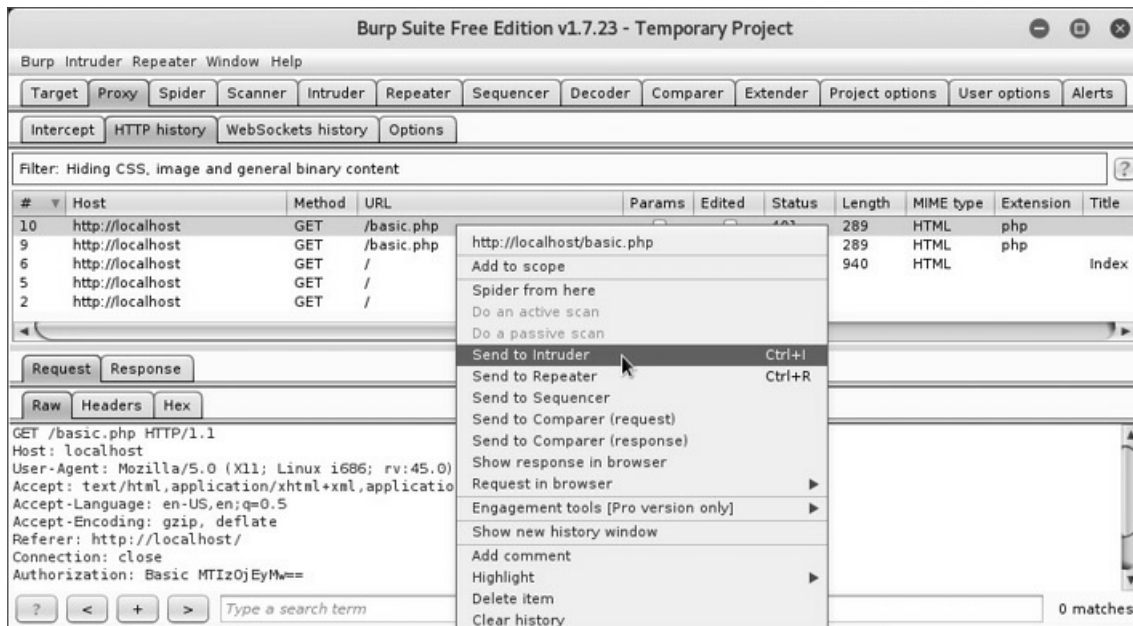 Burp Suite Free Edition v1.7.23 - Temporary Project
Burp Intruder Repeater Window Help
Target Proxy Spider Scanner Intruder Repeater Sequencer Decoder Comparer Extender Project options User options Alerts
Intercept HTTP history WebSockets history Options
Filter: Hiding CSS, image and general binary content ?
# Host Method URL Params Edited Status Length MIME type Extension Title
10 http://localhost GET /basic.php 401 289 HTML php
9 http://localhost GET /basic.php 289 HTML php
6 http://localhost GET / 940 HTML Index
5 http://localhost GET /
2 http://localhost GET /
http://localhost/basic.php
Add to scope
Spider from here
Do an active scan
Do a passive scan
Send to Intruder Ctrl+I
Send to Repeater Ctrl+R
Send to Sequencer
Send to Comparer (request)
Send to Comparer (response)
Show response in browser
Request in browser
Engagement tools [Pro version only]
Show new history window
Add comment
Highlight
Delete item
Clear history
Request Response
Raw Headers Hex
GET /basic.php HTTP/1.1
Host: localhost
User-Agent: Mozilla/5.0 (X11; Linux i686; rv:45.0)
Accept: text/html,application/xhtml+xml,applicatio
Accept-Language: en-US,en;q=0.5
Accept-Encoding: gzip, deflate
Referer: http://localhost/
Connection: close
Authorization: Basic MTIzOjEyMw==
? < + > Type a search term 0 matches